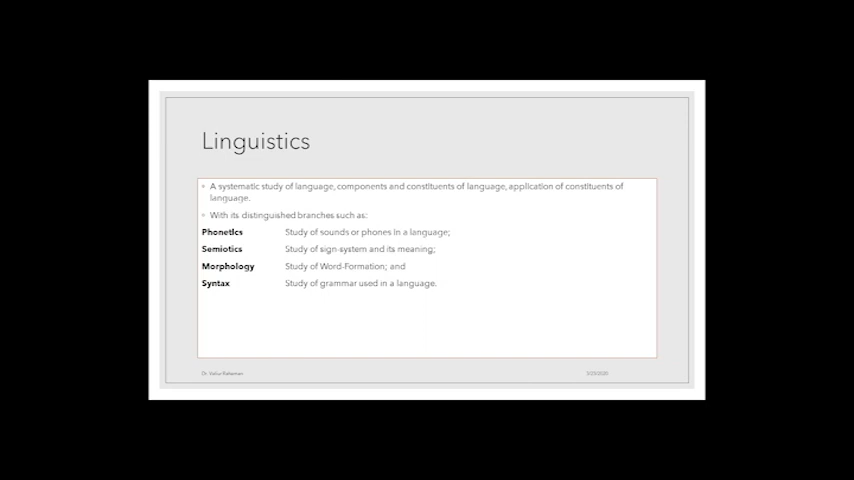 Linguistics
A systematic study of language, components and constituents of language, application of constituents of
language.
With its distinguished branches such as:
Phonetics Study of sounds or phones in a language;
Semiotics Study of sign-system and its meaning;
Morphology Study of Word-Formation; and
Syntax Study of grammar used in a language.
Dr.